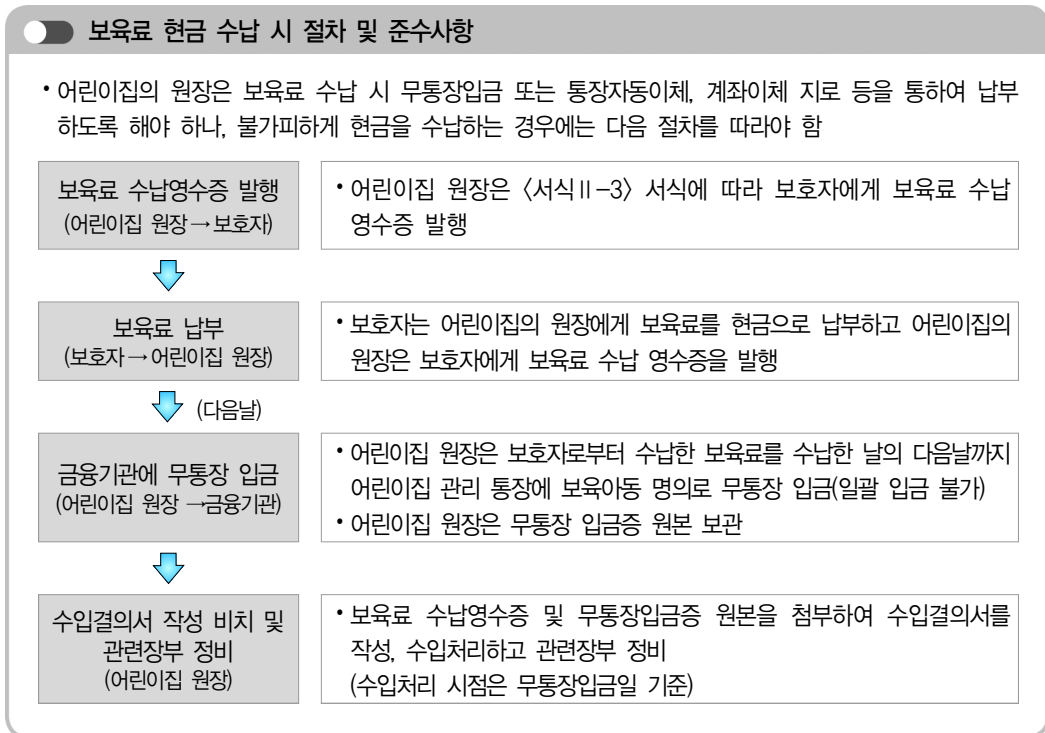 보육료 현금 수납 시 절차 및 준수사항
• 어린이집의 원장은 보육료 수납 시 무통장입금 또는 통장자동이체, 계좌이체 지로 등을 통하여 납부
하도록 해야 하나, 불가피하게 현금을 수납하는 경우에는 다음 절차를 따라야 함
보육료 수납영수증 발행
(어린이집 원장→보호자)
• 어린이집 원장은 〈서식Ⅱ-3〉 서식에 따라 보호자에게 보육료 수납
영수증 발행
보육료 납부
(보호자→어린이집 원장)
• 보호자는 어린이집의 원장에게 보육료를 현금으로 납부하고 어린이집의
원장은 보호자에게 보육료 수납 영수증을 발행
(다음날)
금융기관에 무통장 입금
(어린이집 원장 →금융기관)
• 어린이집 원장은 보호자로부터 수납한 보육료를 수납한 날의 다음날까지
어린이집 관리 통장에 보육아동 명의로 무통장 입금(일괄 입금 불가)
• 어린이집 원장은 무통장 입금증 원본 보관
수입결의서 작성 비치 및
관련장부 정비
(어린이집 원장)
• 보육료 수납영수증 및 무통장입금증 원본을 첨부하여 수입결의서를
작성, 수입처리하고 관련장부 정비
(수입처리 시점은 무통장입금일 기준)